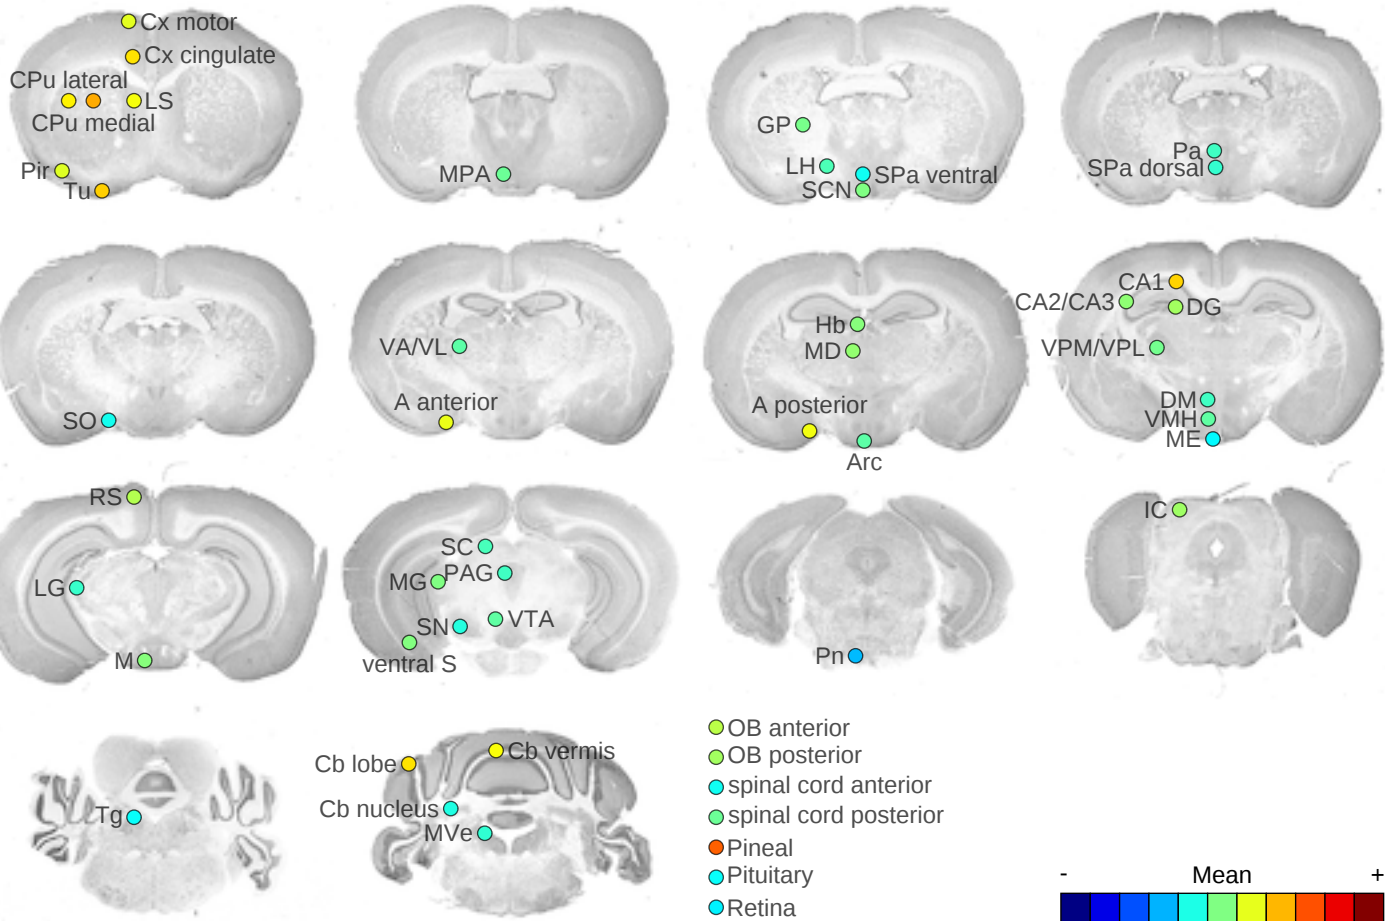 Cx motor
Cx cingulate
CPu lateral
LS
CPu medial
Pir
Tu
MPA
GP
LH
SPa ventral
SCN
Pa
SPa dorsal
SO
VA/VL
A anterior
Hb
MD
A posterior
Arc
CA1
CA2/CA3
DG
VPM/VPL
DM
VMH
ME
RS
LG
M
SC
PAG
MG
VTA
SN
ventral S
Pn
IC
Tg
Cb vermis
Cb lobe
Cb nucleus
MVe
OB anterior
OB posterior
spinal cord anterior
spinal cord posterior
Pineal
Pituitary
Retina
- Mean +